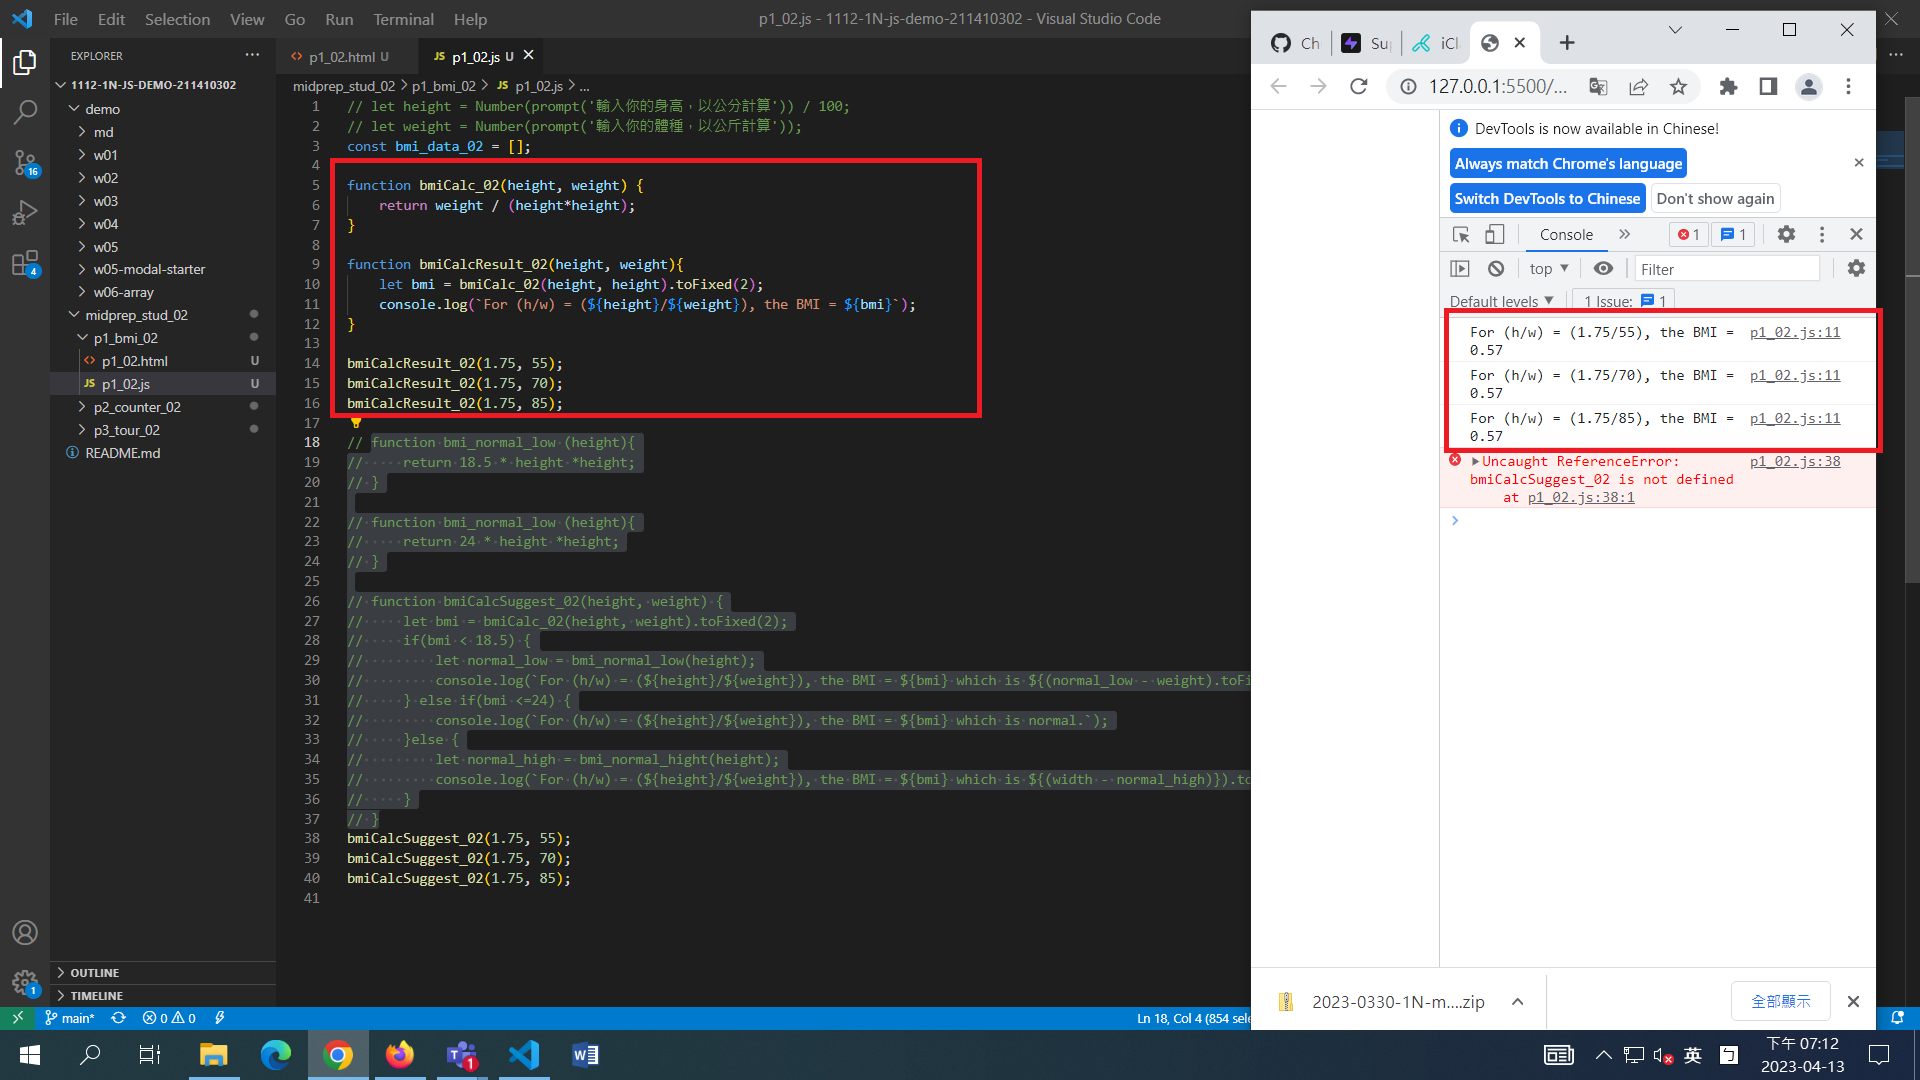 File Edit Selection View Go Run Terminal Help
p1_02.js - 1112-1N-js-demo-211410302 - Visual Studio Code
EXPLORER
1112-1N-JS-DEMO-211410302
demo
md
w01
w02
w03
w04
w05
w05-modal-starter
w06-array
midprep_stud_02
p1_bmi_02
p1_02.html U
JS p1_02.js U
p2_counter_02
p3_tour_02
README.md
OUTLINE
TIMELINE
16
4
1
p1_02.html U
JS p1_02.js U
midprep_stud_02 > p1_bmi_02 > JS p1_02.js > ...
1 // let height = Number(prompt('輸入你的身高，以公分計算')) / 100;
2 // let weight = Number(prompt('輸入你的體種，以公斤計算'));
3 const bmi_data_02 = [];
4
5 function bmiCalc_02(height, weight) {
6 return weight / (height*height);
7 }
8
9 function bmiCalcResult_02(height, weight){
10 let bmi = bmiCalc_02(height, height).toFixed(2);
11 console.log(`For (h/w) = (${height}/${weight}), the BMI = ${bmi}`);
12 }
13
14 bmiCalcResult_02(1.75, 55);
15 bmiCalcResult_02(1.75, 70);
16 bmiCalcResult_02(1.75, 85);
17
18 // function bmi_normal_low (height){
19 // return 18.5 * height *height;
20 // }
21
22 // function bmi_normal_low (height){
23 // return 24 * height *height;
24 // }
25
26 // function bmiCalcSuggest_02(height, weight) {
27 // let bmi = bmiCalc_02(height, weight).toFixed(2);
28 // if(bmi < 18.5) {
29 // let normal_low = bmi_normal_low(height);
30 // console.log(`For (h/w) = (${height}/${weight}), the BMI = ${bmi} which is ${(normal_low - weight).toFi
31 // } else if(bmi <=24) {
32 // console.log(`For (h/w) = (${height}/${weight}), the BMI = ${bmi} which is normal.`);
33 // }else {
34 // let normal_high = bmi_normal_hight(height);
35 // console.log(`For (h/w) = (${height}/${weight}), the BMI = ${bmi} which is ${(width - normal_high)}).to
36 // }
37 // }
38 bmiCalcSuggest_02(1.75, 55);
39 bmiCalcSuggest_02(1.75, 70);
40 bmiCalcSuggest_02(1.75, 85);
41
main* 0 0
Ln 18, Col 4 (854 sele
Ch Su iCl
127.0.0.1:5500/...
DevTools is now available in Chinese!
Always match Chrome's language
Switch DevTools to Chinese Don't show again
Console 1 1
top Filter
Default levels 1 Issue: 1
For (h/w) = (1.75/55), the BMI = p1_02.js:11
0.57
For (h/w) = (1.75/70), the BMI = p1_02.js:11
0.57
For (h/w) = (1.75/85), the BMI = p1_02.js:11
0.57
Uncaught ReferenceError: p1_02.js:38
bmiCalcSuggest_02 is not defined
at p1_02.js:38:1
2023-0330-1N-m....zip
全部顯示
1
英 ㄅ
下午 07:12
2023-04-13